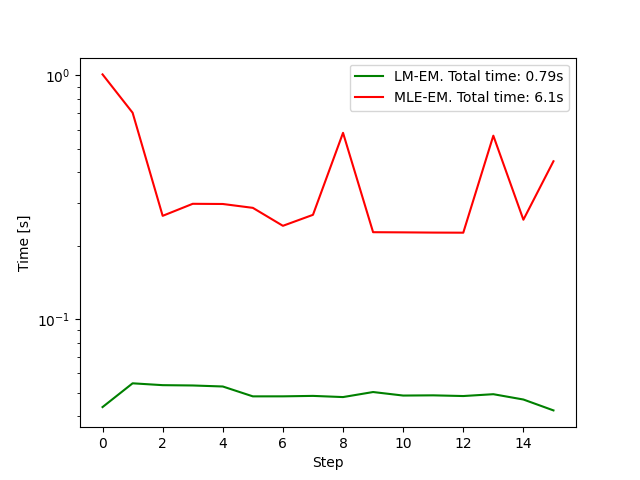 10⁰
10⁻¹
Time [s]
LM-EM. Total time: 0.79s
MLE-EM. Total time: 6.1s
0 2 4 6 8 10 12 14
Step